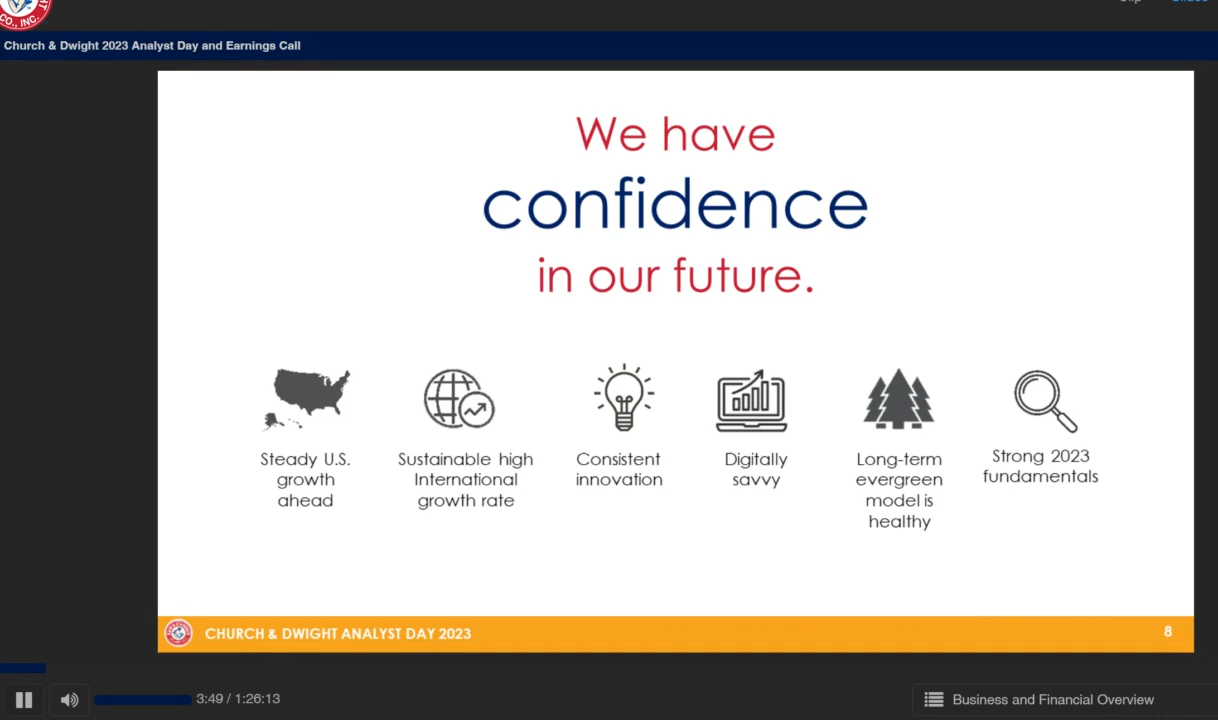 CO., INC.
Church & Dwight 2023 Analyst Day and Earnings Call
We have
confidence
in our future.
Steady U.S.
growth
ahead
Sustainable high
International
growth rate
Consistent
innovation
Digitally
savvy
Long-term
evergreen
model is
healthy
Strong 2023
fundamentals
CHURCH & DWIGHT ANALYST DAY 2023
8
3:49 / 1:26:13
Business and Financial Overview